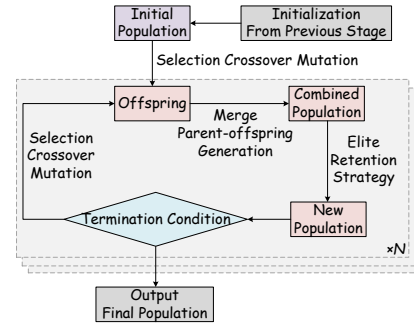 Initial
Population
Initialization
From Previous Stage
Selection Crossover Mutation
Offspring
Combined
Population
Merge
Parent-offspring
Generation
Selection
Crossover
Mutation
Elite
Retention
Strategy
Termination Condition
New
Population
×N
Output
Final Population